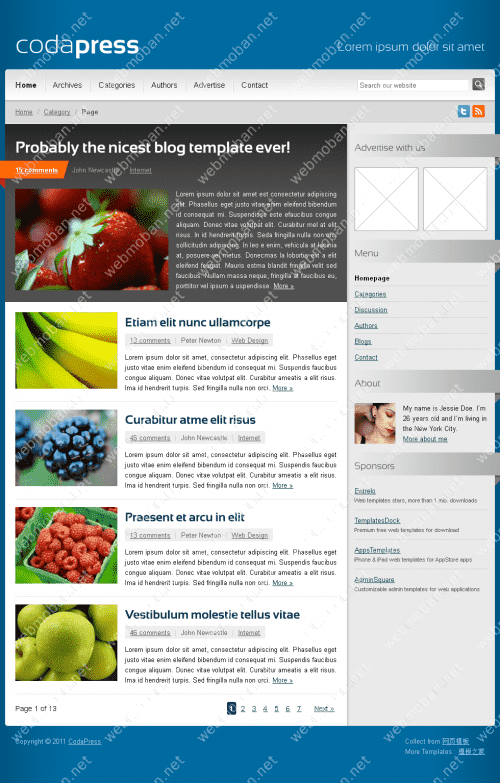 codapress
Lorem ipsum dolor sit amet
Home Archives Categories Authors Advertise Contact
Search our website
Home / Category / Page
Probably the nicest blog template ever!
15 comments John Newcastle Internet
Lorem ipsum dolor sit amet est consectetur adipiscing
elit. Phasellus eget justo vitae enim eleifend bibendum
id consequat mi. Suspendisse este efaucibus congue
aliquam. Donec vitae volutpat elit. Curabitur mel at elit
risus. In id hendrerit turpis. Sed fringilla nulla non orci
sollicitudin adipiscing. In leo e enim, vehicula at lacinia
at, posuere vel metus. Donecmas la lobortis elit a elit
eleifend feugiat. Mauris estma blandit fringilla velit sed
faucibus. Nullam massa neque, fringilla at faucibus eu,
porttitor vel ipsum a uspendisse. More »
Etiam elit nunc ullamcorpe
13 comments | Peter Newton | Web Design
Lorem ipsum dolor sit amet, consectetur adipiscing elit. Phasellus eget
justo vitae enim eleifend bibendum id consequat mi. Suspendis faucibus
congue aliquam. Donec vitae volutpat elit. Curabitur ameatis a elit risus.
Ima id hendrerit turpis. Sed fringilla nulla non orci. More »
Curabitur atme elit risus
45 comments | John Newcastle | Internet
Lorem ipsum dolor sit amet, consectetur adipiscing elit. Phasellus eget
justo vitae enim eleifend bibendum id consequat mi. Suspendis faucibus
congue aliquam. Donec vitae volutpat elit. Curabitur ameatis a elit risus.
Ima id hendrerit turpis. Sed fringilla nulla non orci. More »
Praesent et arcu in elit
13 comments | Peter Newton | Web Design
Lorem ipsum dolor sit amet, consectetur adipiscing elit. Phasellus eget
justo vitae enim eleifend bibendum id consequat mi. Suspendis faucibus
congue aliquam. Donec vitae volutpat elit. Curabitur ameatis a elit risus.
Ima id hendrerit turpis. Sed fringilla nulla non orci. More »
Vestibulum molestie tellus vitae
45 comments | John Newcastle | Internet
Lorem ipsum dolor sit amet, consectetur adipiscing elit. Phasellus eget
justo vitae enim eleifend bibendum id consequat mi. Suspendis faucibus
congue aliquam. Donec vitae volutpat elit. Curabitur ameatis a elit risus.
Ima id hendrerit turpis. Sed fringilla nulla non orci. More »
Page 1 of 13
1 2 3 4 5 6 7 Next »
Advertise with us
Menu
Homepage
Categories
Discussion
Authors
Blogs
Contact
About
My name is Jessie Doe. I'm
26 years old and I'm living in
the New York City.
More about me
Sponsors
Entrelo
Web templates store, more than 1 mio. downloads
TemplatesDock
Premium free web templates for download
AppsTemplates
iPhone & iPad web templates for AppStore apps
AdminSquare
Customizable admin templates for web applications
Copyright © 2011 CodaPress
Collect from 网页模板
More Templates 模板之家
webmoban.net